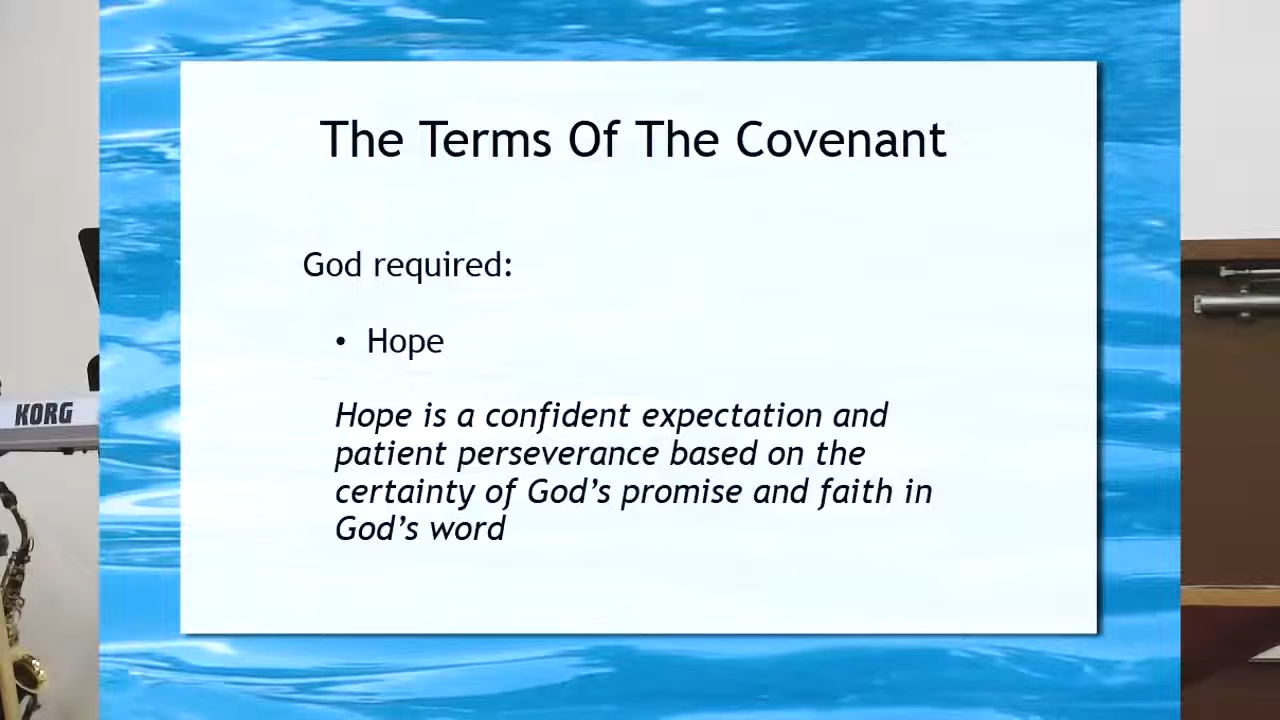 The Terms Of The Covenant
God required:
• Hope
Hope is a confident expectation and
patient perseverance based on the
certainty of God’s promise and faith in
God’s word
KORG